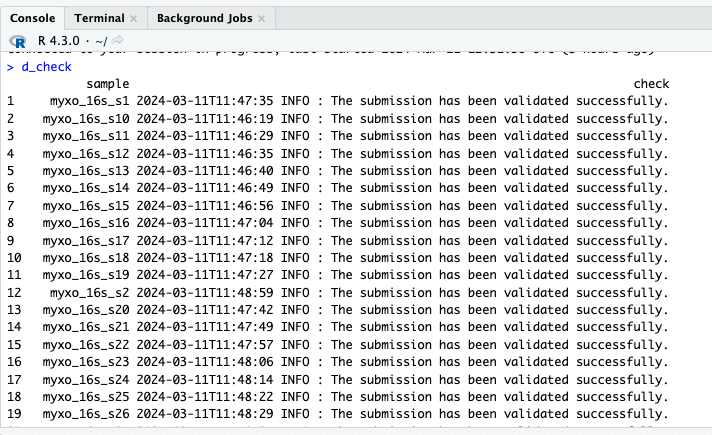 Console Terminal × Background Jobs ×
R 4.3.0 · ~/
> d_check
sample check
1 myxo_16s_s1 2024-03-11T11:47:35 INFO : The submission has been validated successfully.
2 myxo_16s_s10 2024-03-11T11:46:19 INFO : The submission has been validated successfully.
3 myxo_16s_s11 2024-03-11T11:46:29 INFO : The submission has been validated successfully.
4 myxo_16s_s12 2024-03-11T11:46:35 INFO : The submission has been validated successfully.
5 myxo_16s_s13 2024-03-11T11:46:40 INFO : The submission has been validated successfully.
6 myxo_16s_s14 2024-03-11T11:46:49 INFO : The submission has been validated successfully.
7 myxo_16s_s15 2024-03-11T11:46:56 INFO : The submission has been validated successfully.
8 myxo_16s_s16 2024-03-11T11:47:04 INFO : The submission has been validated successfully.
9 myxo_16s_s17 2024-03-11T11:47:12 INFO : The submission has been validated successfully.
10 myxo_16s_s18 2024-03-11T11:47:18 INFO : The submission has been validated successfully.
11 myxo_16s_s19 2024-03-11T11:47:27 INFO : The submission has been validated successfully.
12 myxo_16s_s2 2024-03-11T11:48:59 INFO : The submission has been validated successfully.
13 myxo_16s_s20 2024-03-11T11:47:42 INFO : The submission has been validated successfully.
14 myxo_16s_s21 2024-03-11T11:47:49 INFO : The submission has been validated successfully.
15 myxo_16s_s22 2024-03-11T11:47:57 INFO : The submission has been validated successfully.
16 myxo_16s_s23 2024-03-11T11:48:06 INFO : The submission has been validated successfully.
17 myxo_16s_s24 2024-03-11T11:48:14 INFO : The submission has been validated successfully.
18 myxo_16s_s25 2024-03-11T11:48:22 INFO : The submission has been validated successfully.
19 myxo_16s_s26 2024-03-11T11:48:29 INFO : The submission has been validated successfully.